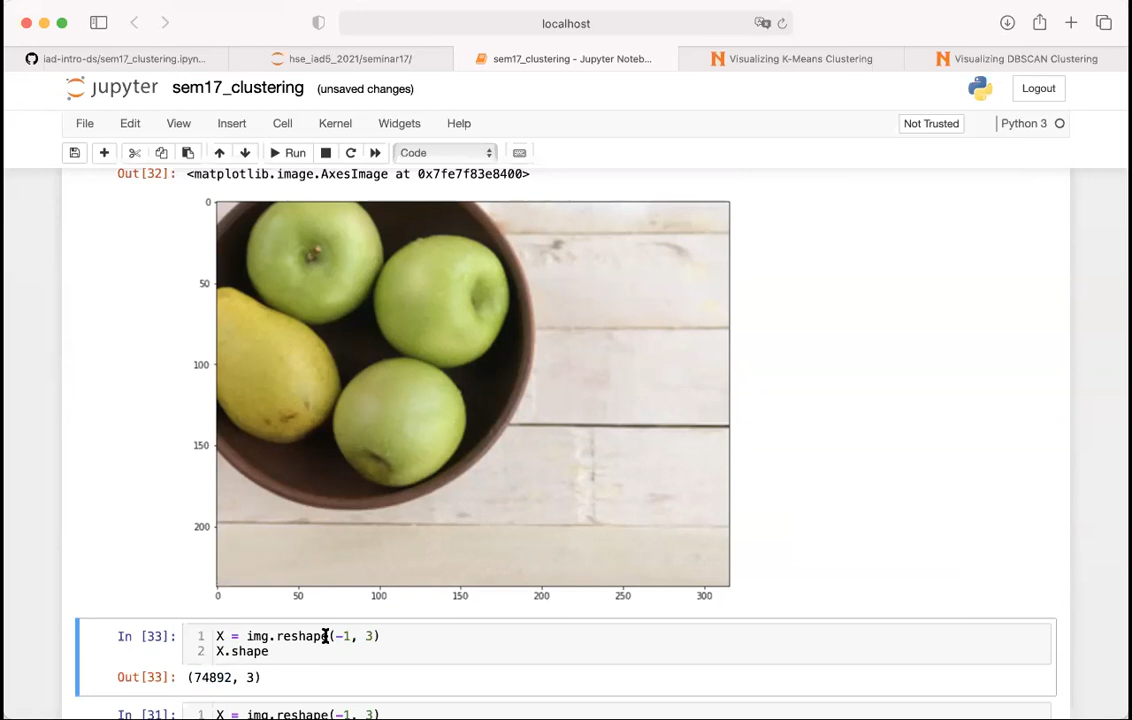 localhost
iad-intro-ds/sem17_clustering.ipyn...
hse_iad5_2021/seminar17/
sem17_clustering - Jupyter Noteb...
Visualizing K-Means Clustering
Visualizing DBSCAN Clustering
jupyter sem17_clustering (unsaved changes)
Logout
File Edit View Insert Cell Kernel Widgets Help
Not Trusted
Python 3
Run
Code
Out[32]: <matplotlib.image.AxesImage at 0x7fe7f83e8400>
0
50
100
150
200
0 50 100 150 200 250 300
In [33]: 1 X = img.reshape(-1, 3)
2 X.shape
Out[33]: (74892, 3)
In [31]: 1 X = img.reshape(-1, 3)